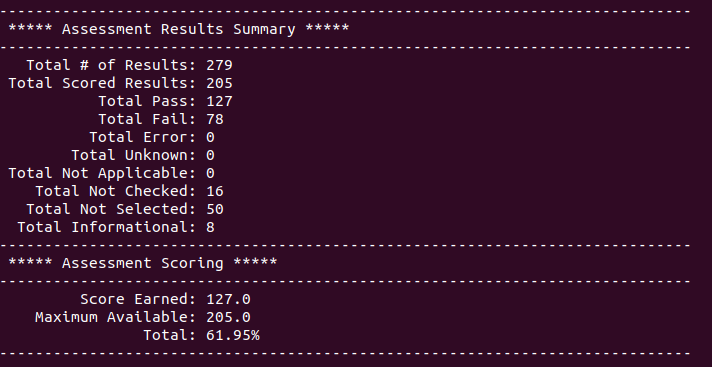 -----------------------------------------------------------------------------
***** Assessment Results Summary *****
-----------------------------------------------------------------------------
Total # of Results: 279
Total Scored Results: 205
Total Pass: 127
Total Fail: 78
Total Error: 0
Total Unknown: 0
Total Not Applicable: 0
Total Not Checked: 16
Total Not Selected: 50
Total Informational: 8
-----------------------------------------------------------------------------
***** Assessment Scoring *****
-----------------------------------------------------------------------------
Score Earned: 127.0
Maximum Available: 205.0
Total: 61.95%
-----------------------------------------------------------------------------